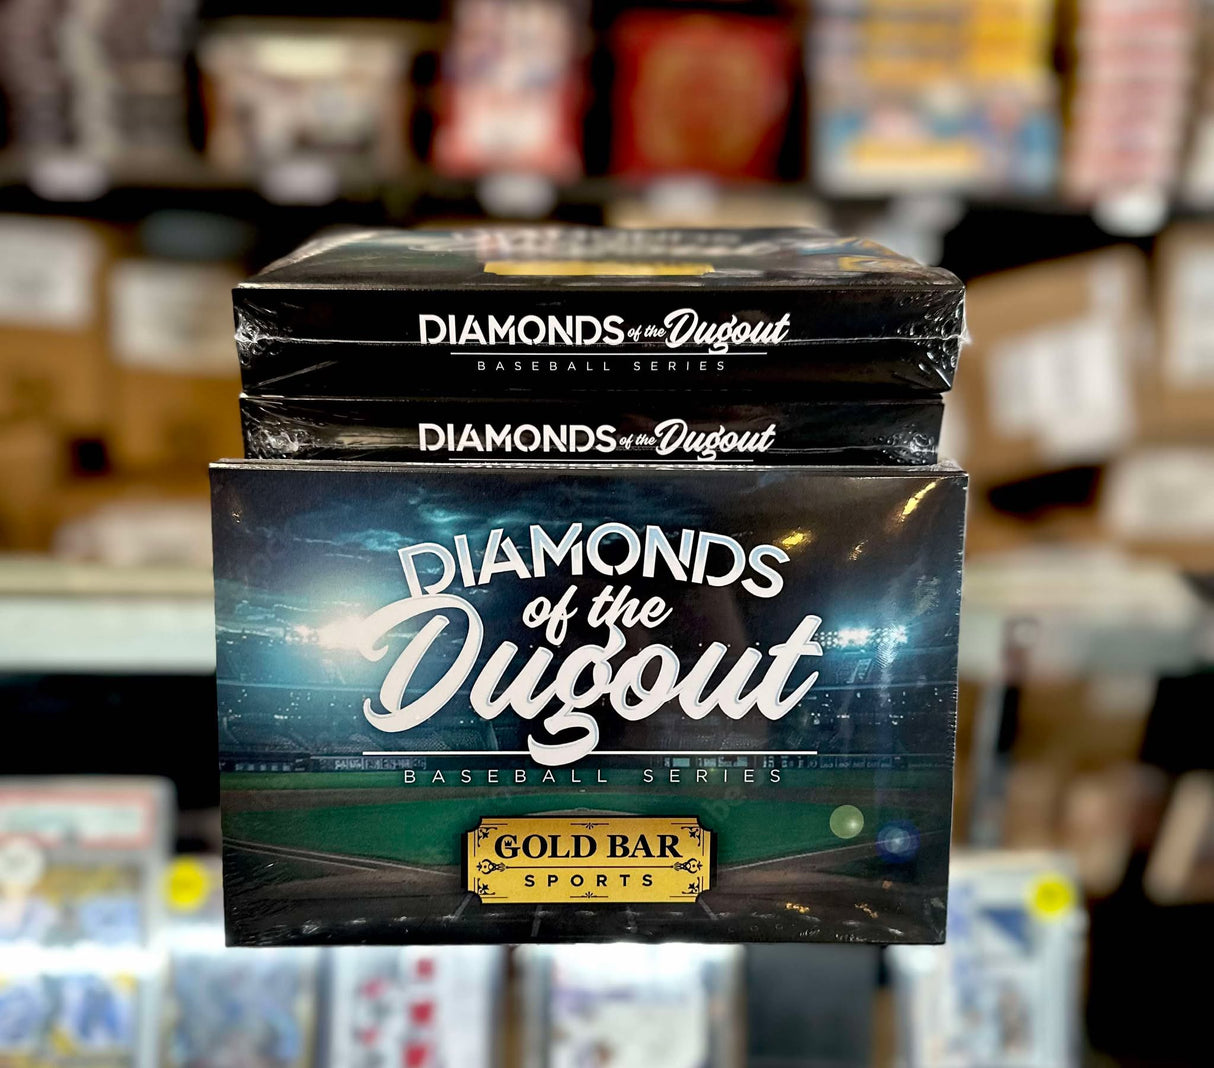 DIAMONDS of the Dugout
BASEBALL SERIES
DIAMONDS of the Dugout
DIAMONDS
of the
Dugout
BASEBALL SERIES
GOLD BAR
SPORTS